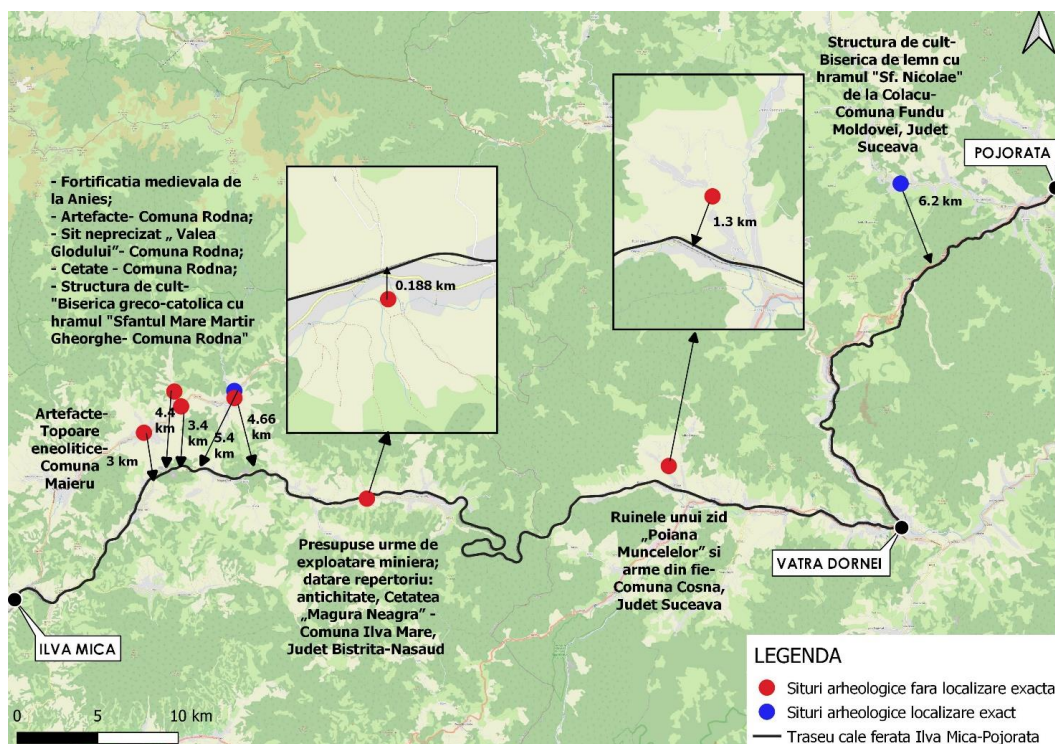 Structura de cult-
Biserica de lemn cu
hramul "Sf. Nicolae"
de la Colacu-
Comuna Fundu
Moldovei, Judet
Suceava
POJORATA
6.2 km
1.3 km
- Fortificatia medievala de
la Anies;
- Artefacte- Comuna Rodna;
- Sit neprecizat „ Valea
Glodului”- Comuna Rodna;
- Cetate - Comuna Rodna;
- Structura de cult-
"Biserica greco-catolica cu
hramul "Sfantul Mare Martir
Gheorghe- Comuna Rodna"
0.188 km
Artefacte-
Topoare
eneolitice-
Comuna
Maieru
3 km
4.4
km
3.4
km
5.4
km
4.66
km
Presupuse urme de
exploatare miniera;
datare repertoriu:
antichitate, Cetatea
„Magura Neagra” -
Comuna Ilva Mare,
Judet Bistrita-Nasaud
Ruinele unui zid
„Poiana
Muncelelor” si
arme din fie-
Comuna Cosna,
Judet Suceava
VATRA DORNEI
ILVA MICA
0 5 10 km
LEGENDA
Situri arheologice fara localizare exacta
Situri arheologice localizare exact
Traseu cale ferata Ilva Mica-Pojorata